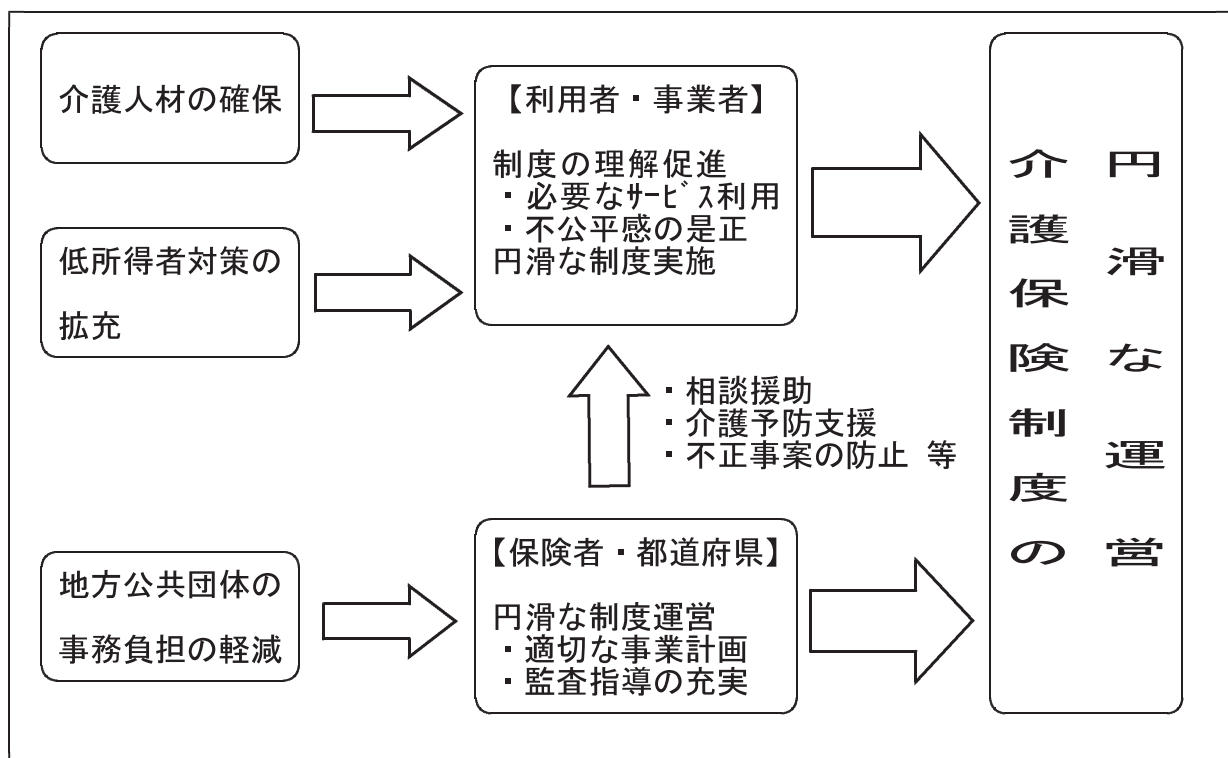 介護人材の確保
低所得者対策の
拡充
地方公共団体の
事務負担の軽減
【利用者・事業者】
制度の理解促進
・必要なｻｰﾋﾞｽ利用
・不公平感の是正
円滑な制度実施
・相談援助
・介護予防支援
・不正事案の防止 等
【保険者・都道府県】
円滑な制度運営
・適切な事業計画
・監査指導の充実
介護保険制度の
円滑な運営